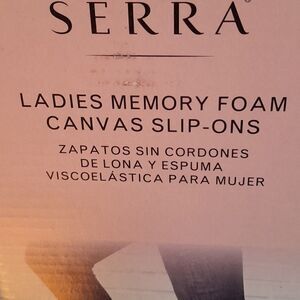 SERRA
LADIES MEMORY FOAM
CANVAS SLIP-ONS
ZAPATOS SIN CORDONES
DE LONA Y ESPUMA
VISCOELÁSTICA PARA MUJER